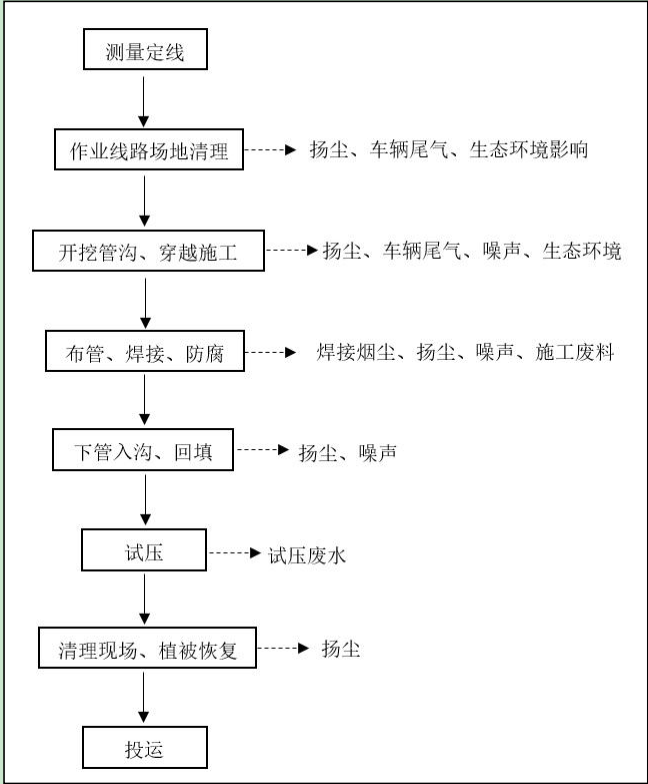 测量定线
作业线路场地清理 扬尘、车辆尾气、生态环境影响
开挖管沟、穿越施工 扬尘、车辆尾气、噪声、生态环境
布管、焊接、防腐 焊接烟尘、扬尘、噪声、施工废料
下管入沟、回填 扬尘、噪声
试压 试压废水
清理现场、植被恢复 扬尘
投运